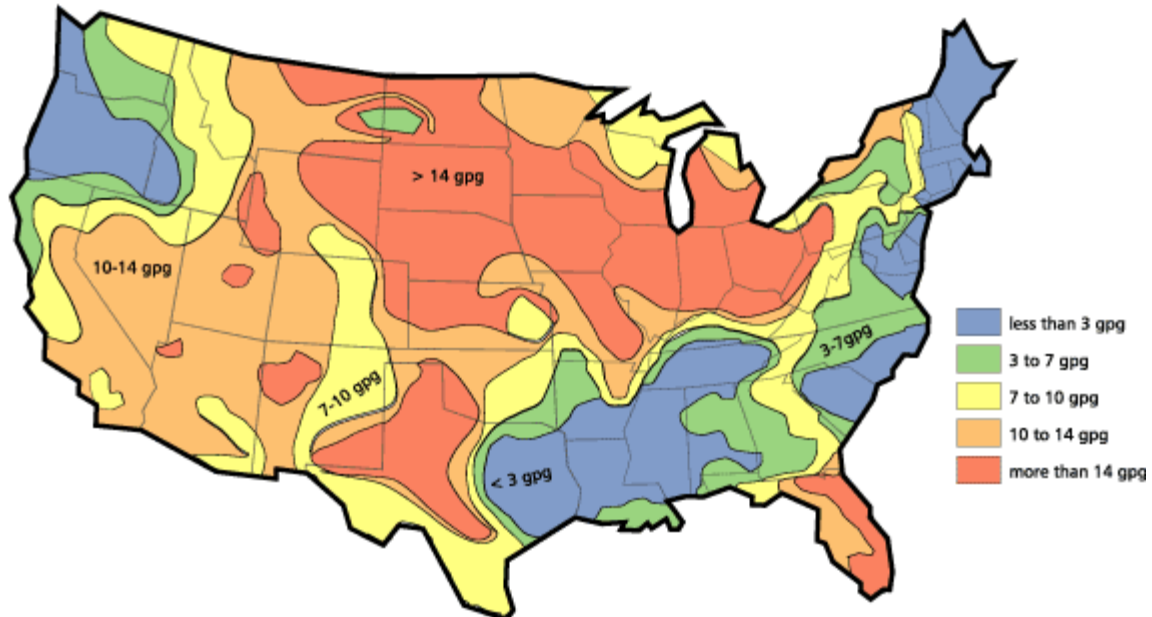 > 14 gpg
10-14 gpg
3-7gpg
7-10 gpg
< 3 gpg
less than 3 gpg
3 to 7 gpg
7 to 10 gpg
10 to 14 gpg
more than 14 gpg